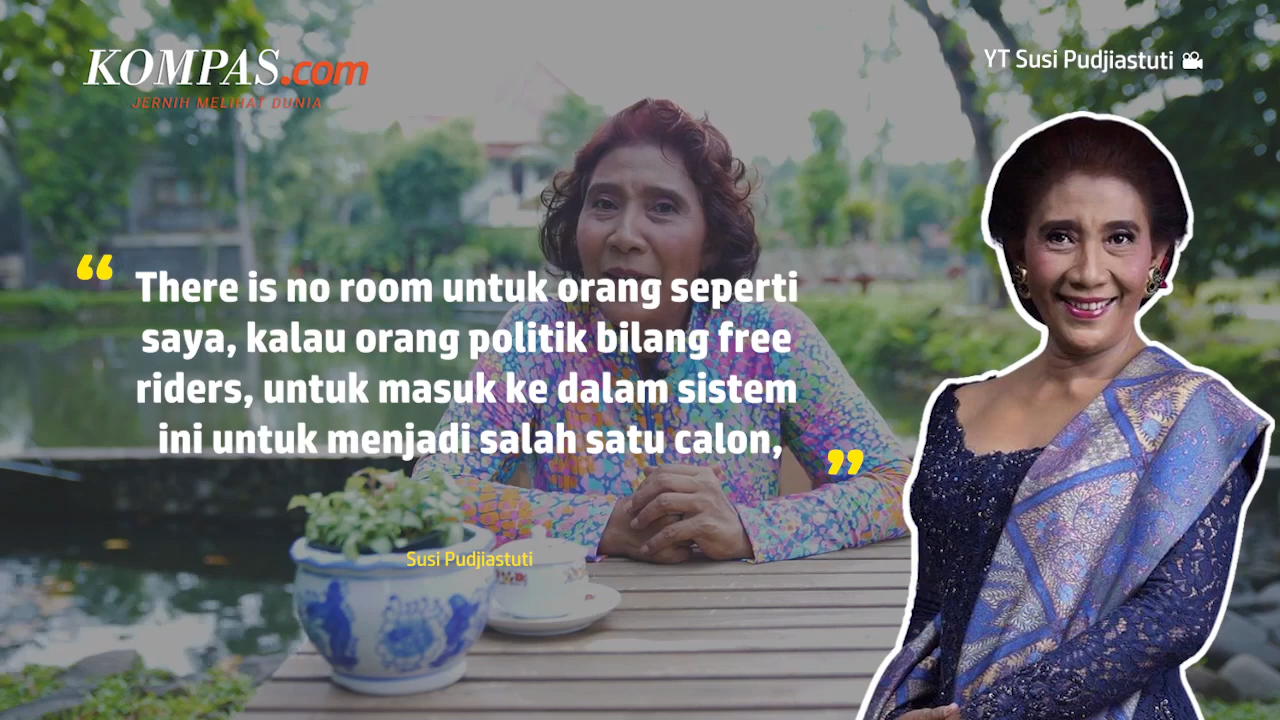 KOMPAS.com
JERNIH MELIHAT DUNIA
YT Susi Pudjiastuti
“ There is no room untuk orang seperti
saya, kalau orang politik bilang free
riders, untuk masuk ke dalam sistem
ini untuk menjadi salah satu calon, ”
Susi Pudjiastuti